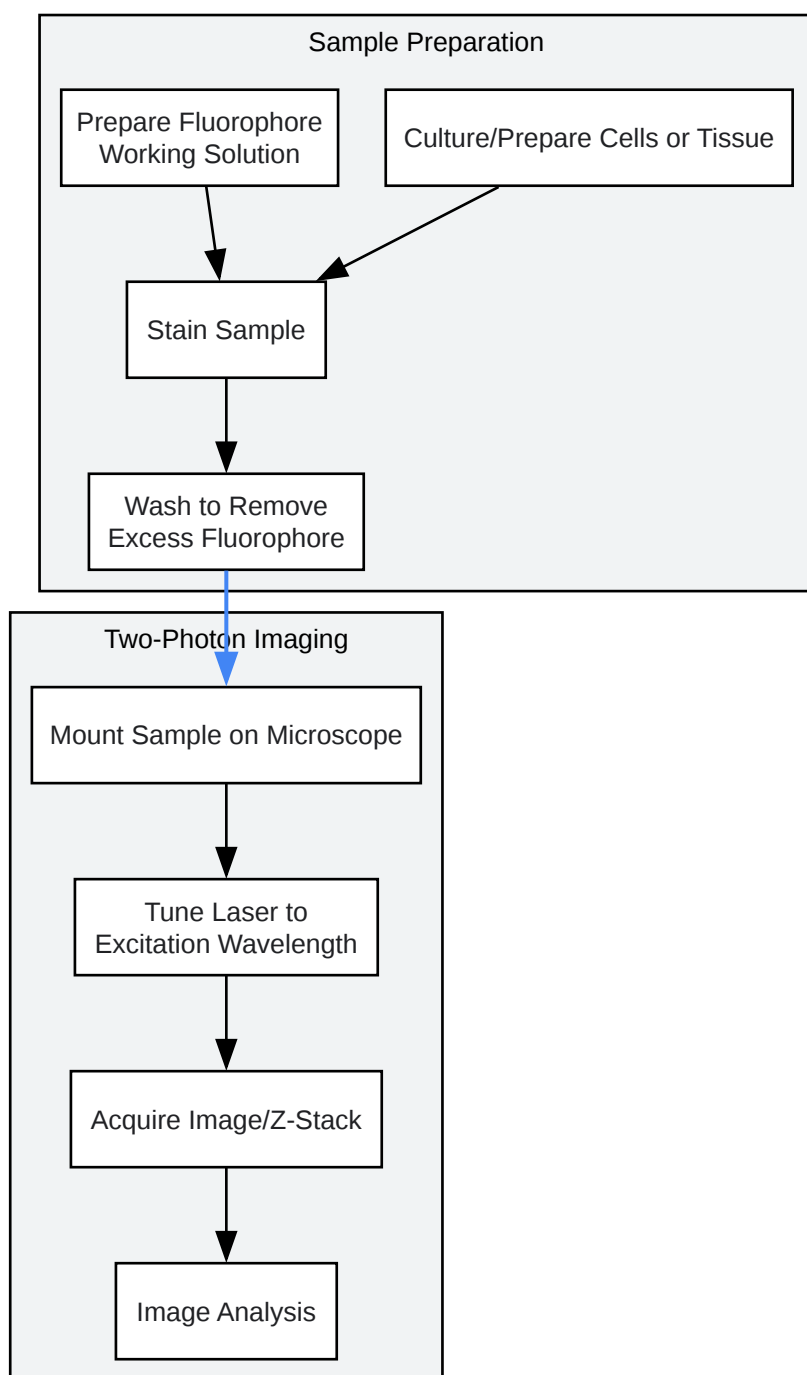 Sample Preparation
Prepare Fluorophore
Working Solution
Culture/Prepare Cells or Tissue
Stain Sample
Wash to Remove
Excess Fluorophore
Two-Photon Imaging
Mount Sample on Microscope
Tune Laser to
Excitation Wavelength
Acquire Image/Z-Stack
Image Analysis